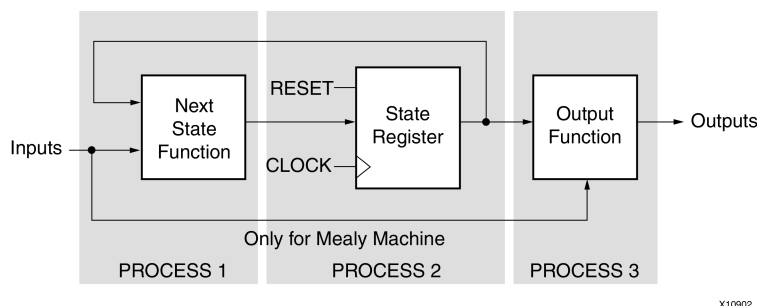 RESET
Next
State
Function
State
Register
Output
Function
Inputs
Outputs
CLOCK
Only for Mealy Machine
PROCESS 1
PROCESS 2
PROCESS 3
X10902